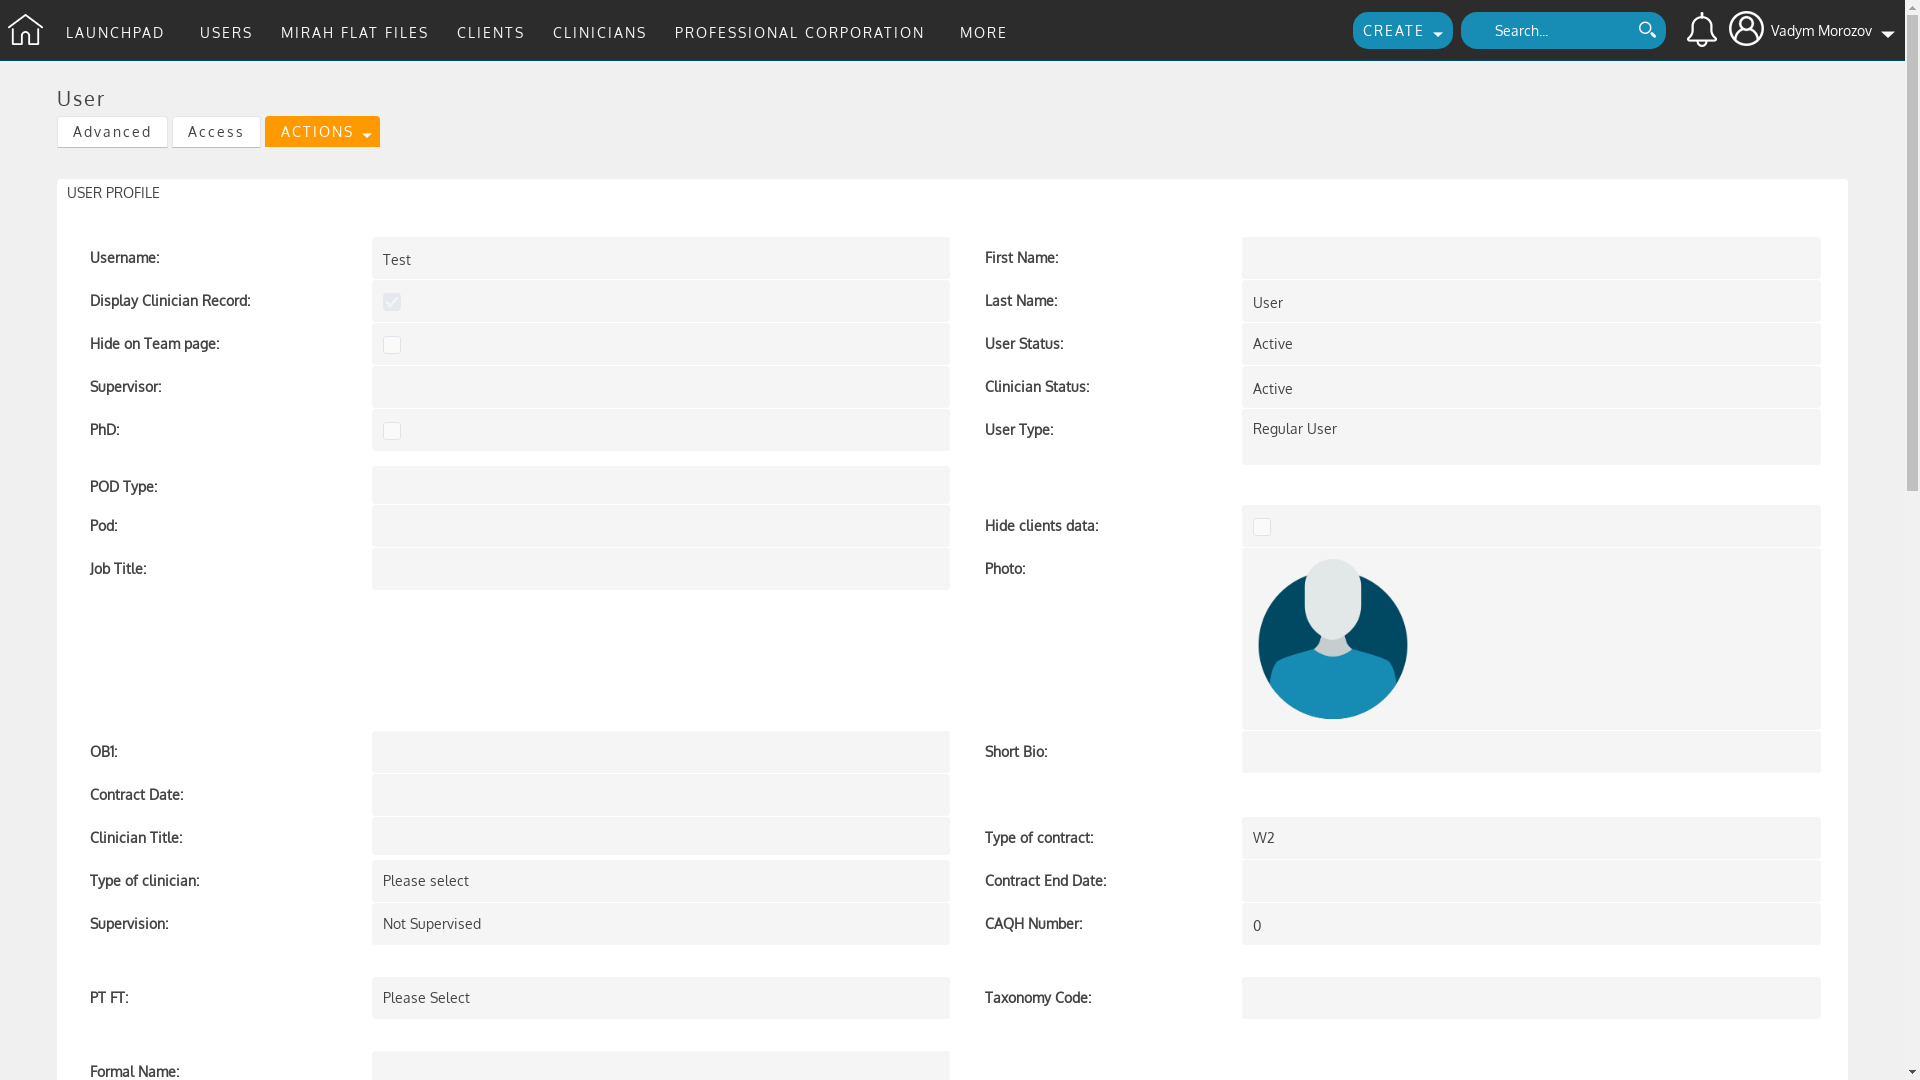 LAUNCHPAD USERS MIRAH FLAT FILES CLIENTS CLINICIANS PROFESSIONAL CORPORATION MORE CREATE Search... Vadym Morozov
User
Advanced Access ACTIONS
USER PROFILE
Username: Test First Name:
Display Clinician Record: Last Name: User
Hide on Team page: User Status: Active
Supervisor: Clinician Status: Active
PhD: User Type: Regular User
POD Type:
Pod: Hide clients data:
Job Title: Photo:
OB1: Short Bio:
Contract Date:
Clinician Title: Type of contract: W2
Type of clinician: Please select Contract End Date:
Supervision: Not Supervised CAQH Number: 0
PT FT: Please Select Taxonomy Code:
Formal Name: